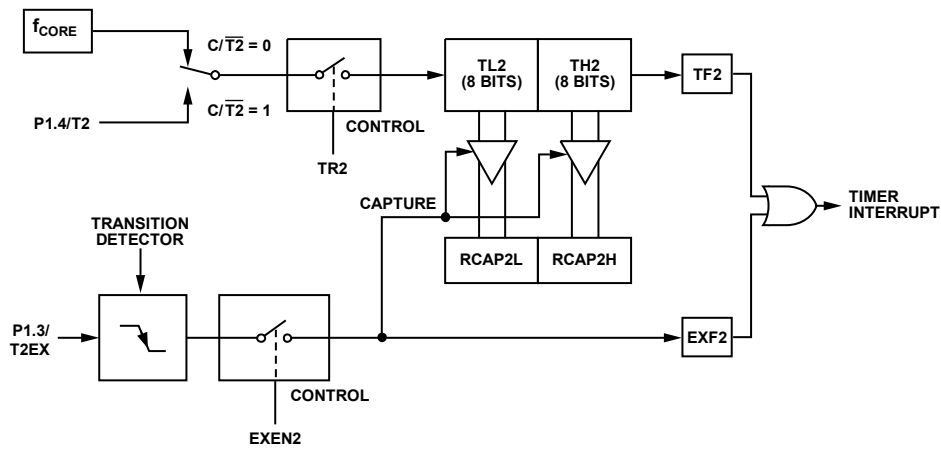 fCORE
C/T2̅ = 0
C/T2̅ = 1
P1.4/T2
CONTROL
TR2
TL2
(8 BITS)
TH2
(8 BITS)
TF2
CAPTURE
TIMER
INTERRUPT
TRANSITION
DETECTOR
RCAP2L
RCAP2H
P1.3/
T2EX
EXF2
CONTROL
EXEN2